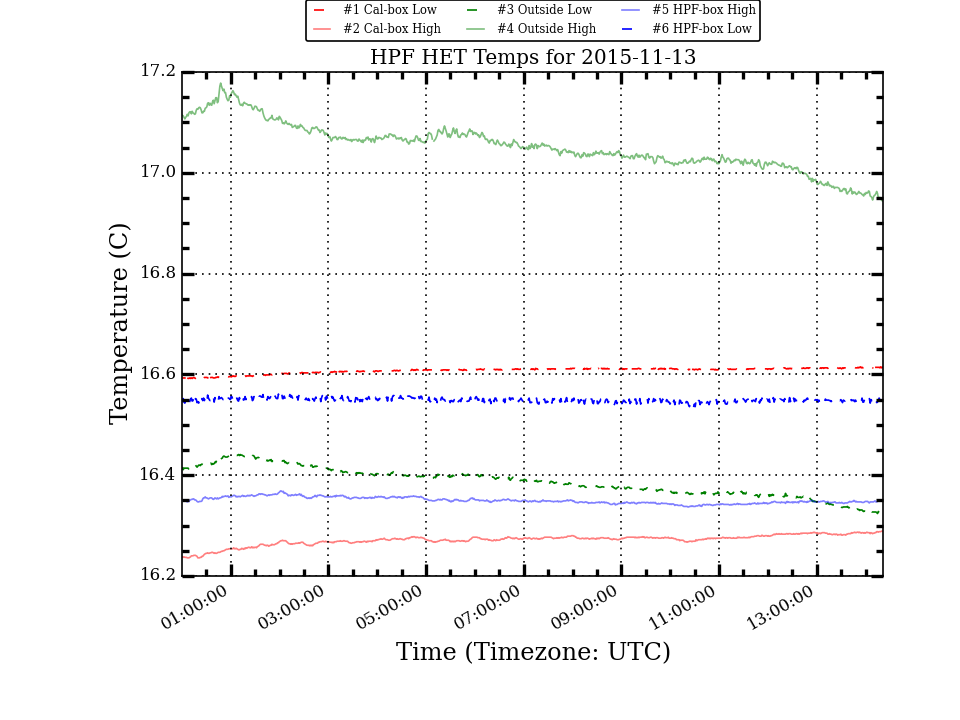 #1 Cal-box Low #3 Outside Low #5 HPF-box High
#2 Cal-box High #4 Outside High #6 HPF-box Low
HPF HET Temps for 2015-11-13
17.2
17.0
16.8
16.6
16.4
16.2
Temperature (C)
01:00:00 03:00:00 05:00:00 07:00:00 09:00:00 11:00:00 13:00:00
Time (Timezone: UTC)